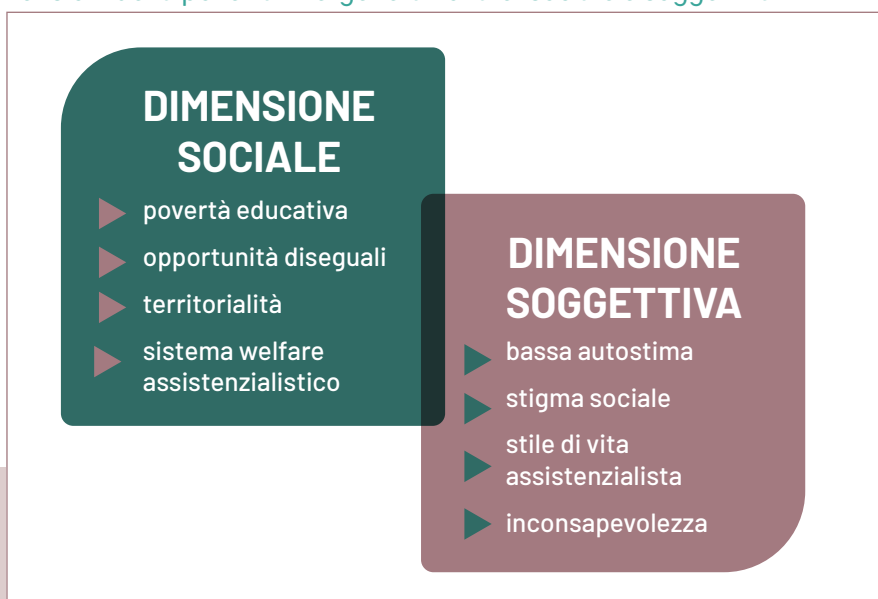 DIMENSIONE
SOCIALE
povertà educativa
opportunità diseguali
territorialità
sistema welfare
assistenzialistico
DIMENSIONE
SOGGETTIVA
bassa autostima
stigma sociale
stile di vita
assistenzialista
inconsapevolezza